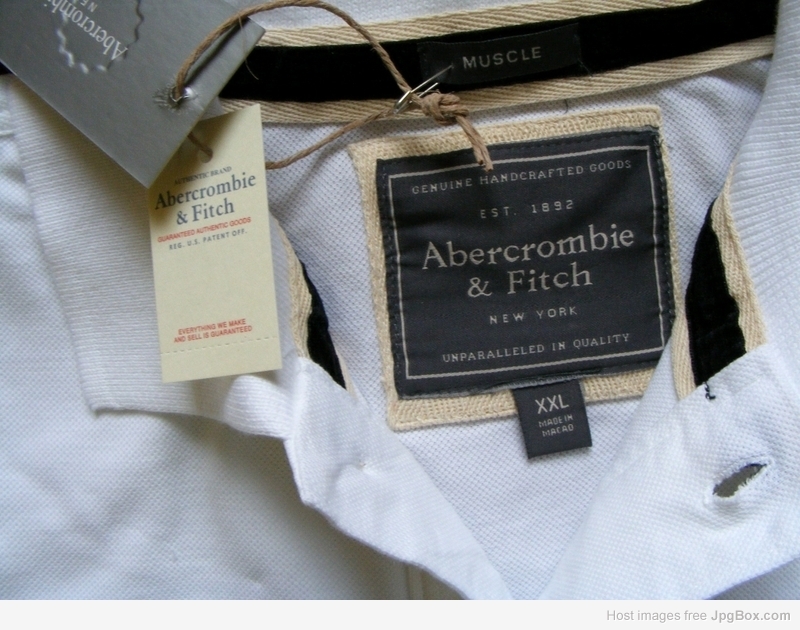 Abercrombie
NE
MUSCLE
AUTHENTIC BRAND
Abercrombie
& Fitch
GUARANTEED AUTHENTIC GOODS
REG. U.S. PATENT OFF.
EVERYTHING WE MAKE
AND SELL IS GUARANTEED
GENUINE HANDCRAFTED GOODS
EST. 1892
Abercrombie
& Fitch
NEW YORK
UNPARALLELED IN QUALITY
XXL
MADE IN
MACAO
Host images free JpgBox.com